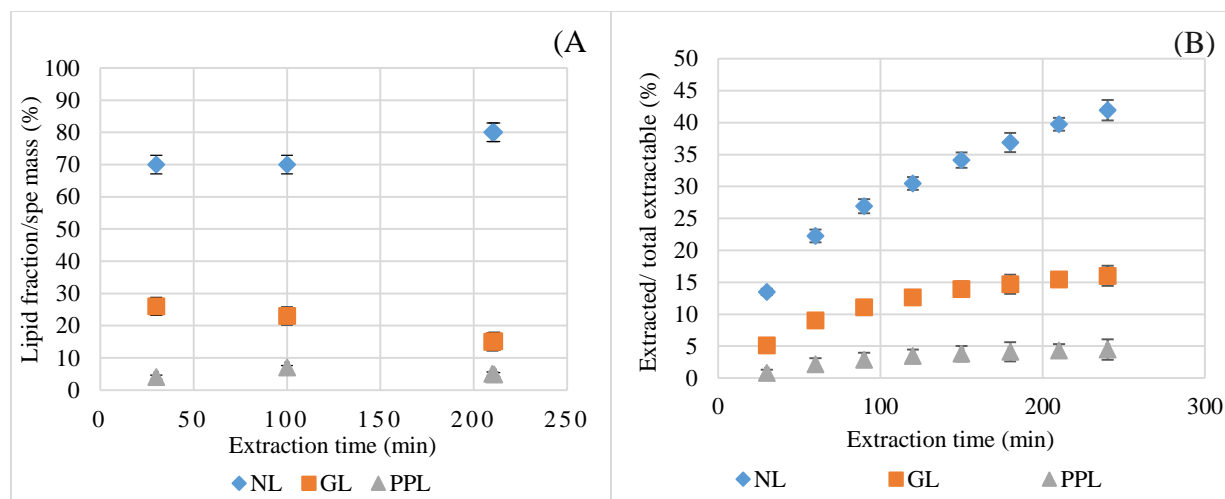 (A
Lipid fraction/spe mass (%)
100
90
80
70
60
50
40
30
20
10
0
0 50 100 150 200 250
Extraction time (min)
NL GL PPL
(B)
Extracted/ total extractable (%)
50
45
40
35
30
25
20
15
10
5
0
0 100 200 300
Extraction time (min)
NL GL PPL